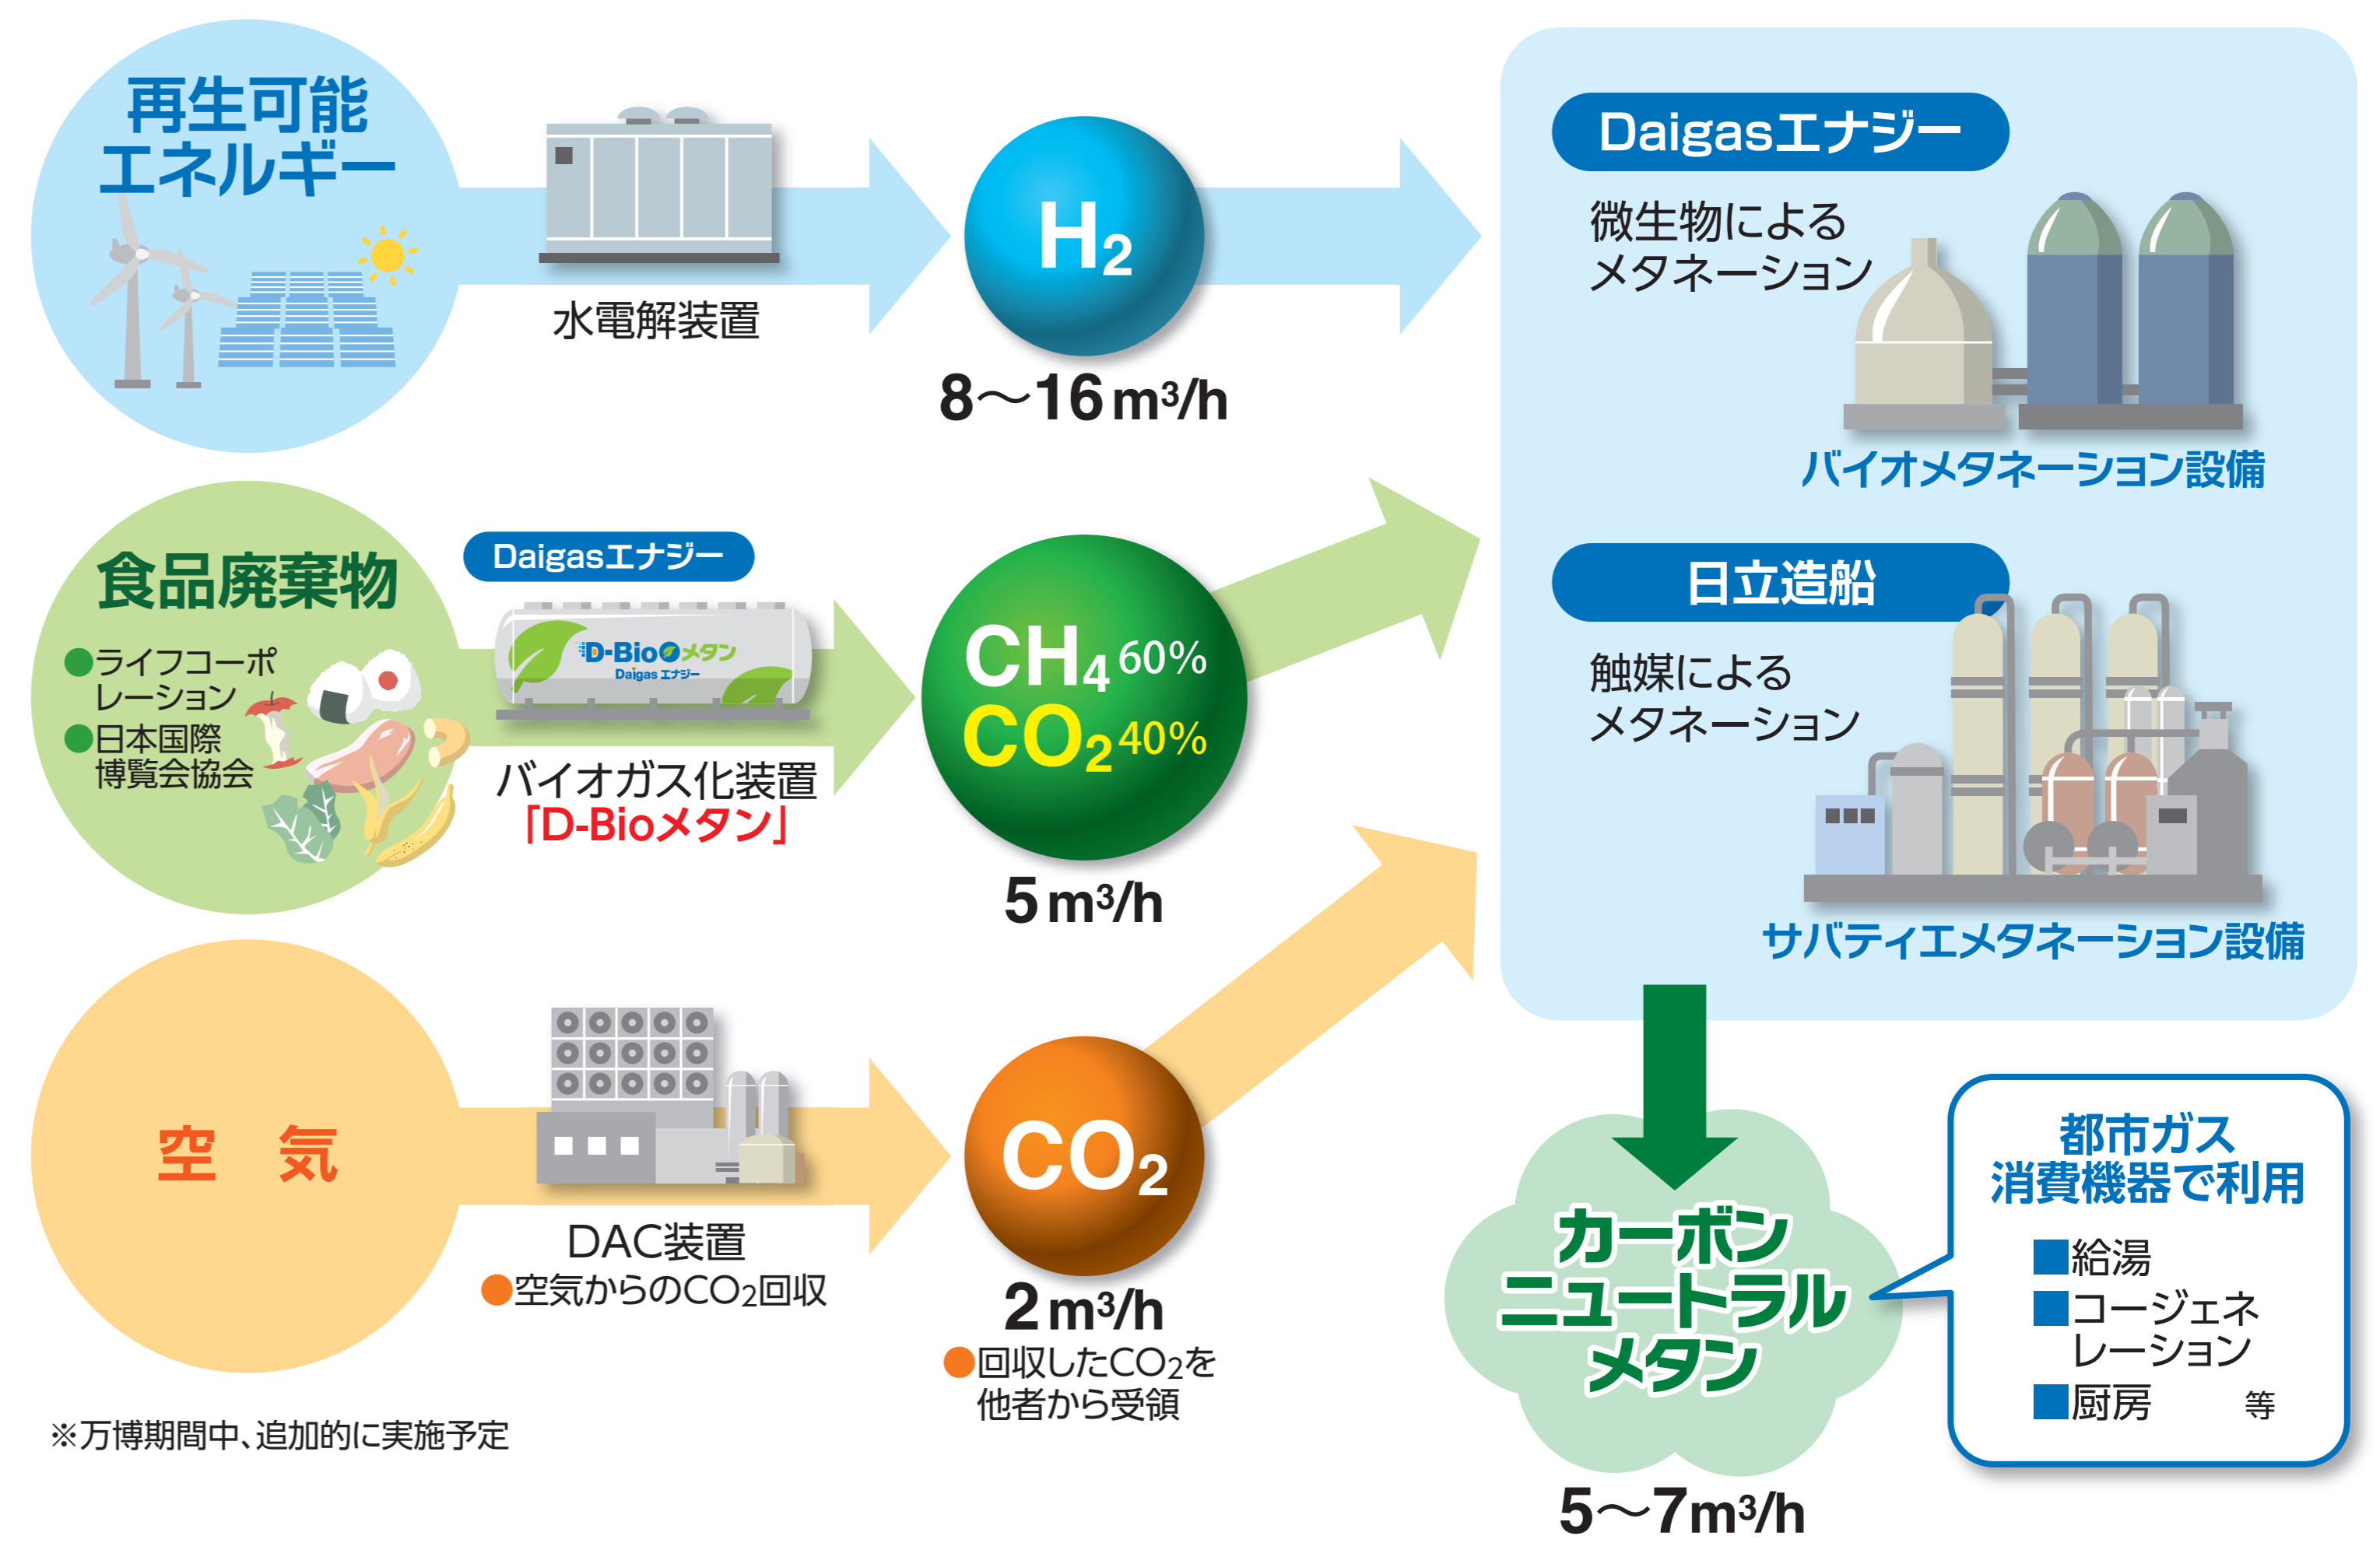 再生可能
エネルギー
水電解装置
H₂
8～16 m³/h
食品廃棄物
●ライフコーポ
レーション
●日本国際
博覧会協会
Daigasエナジー
D-Bioメタン
Daigasエナジー
バイオガス化装置
「D-Bioメタン」
CH₄ 60%
CO₂ 40%
5 m³/h
空　気
DAC装置
●空気からのCO₂回収
CO₂
2 m³/h
●回収したCO₂を
他者から受領
※万博期間中、追加的に実施予定
Daigasエナジー
微生物による
メタネーション
バイオメタネーション設備
日立造船
触媒による
メタネーション
サバティエメタネーション設備
カーボン
ニュートラル
メタン
5～7m³/h
都市ガス
消費機器で利用
■給湯
■コージェネ
レーション
■厨房　等